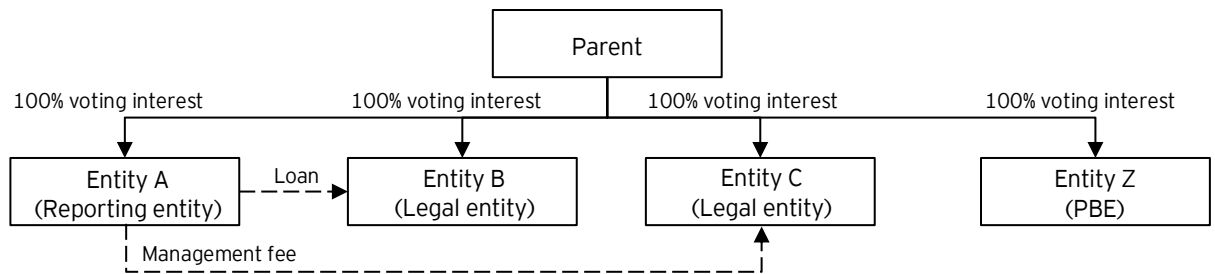 Parent
100% voting interest
100% voting interest
100% voting interest
100% voting interest
Entity A
(Reporting entity)
Loan
Entity B
(Legal entity)
Entity C
(Legal entity)
Entity Z
(PBE)
Management fee